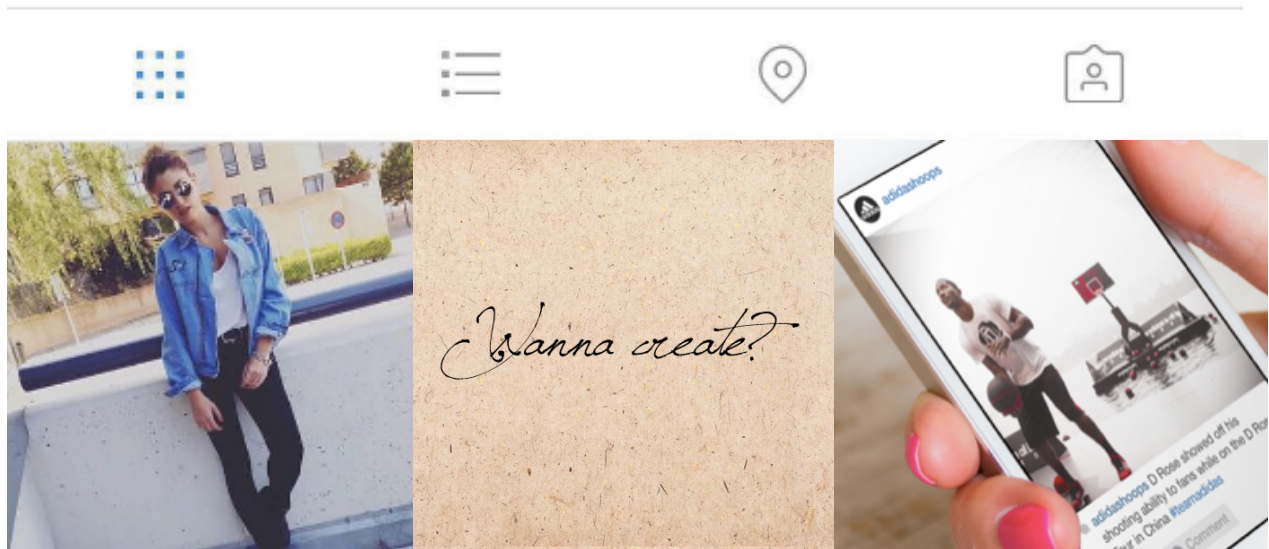 Wanna create?
adidashoops
adidashoops D Rose showed off his
shooting ability to fans while on the D Rose
Tour in China #teamadidas
Comment